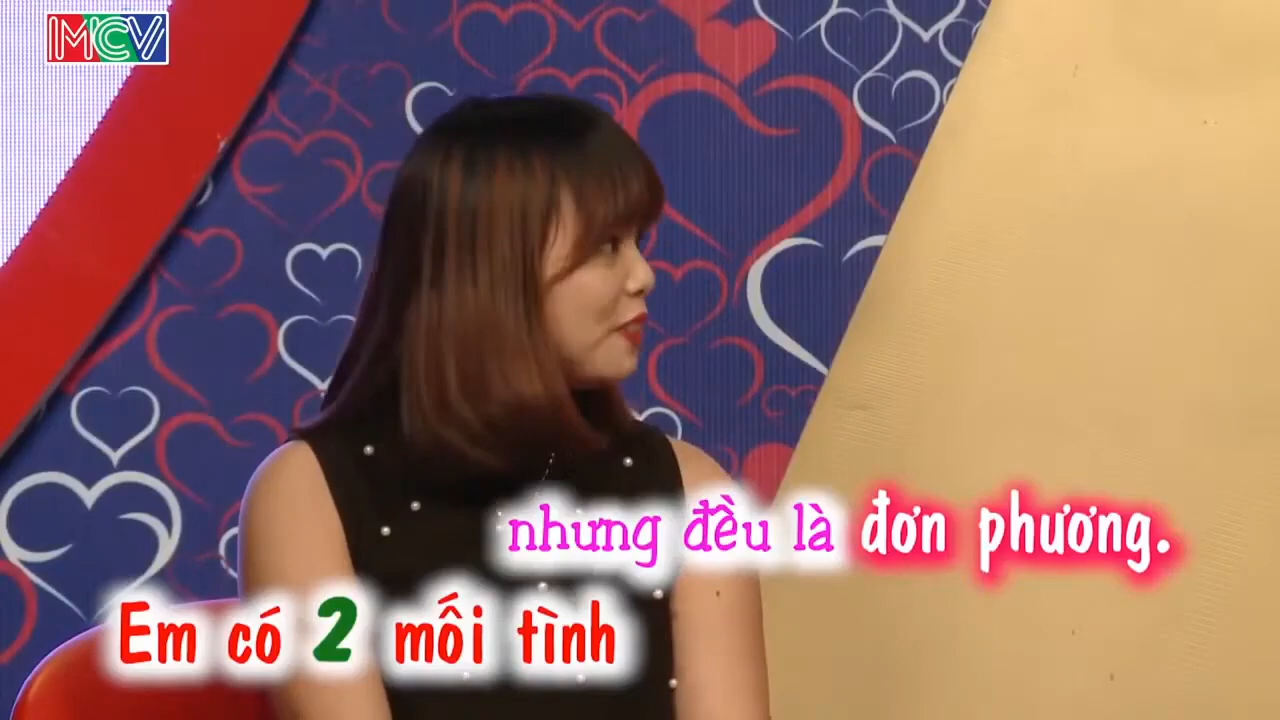 MCV
Em có 2 mối tình
nhưng đều là đơn phương.